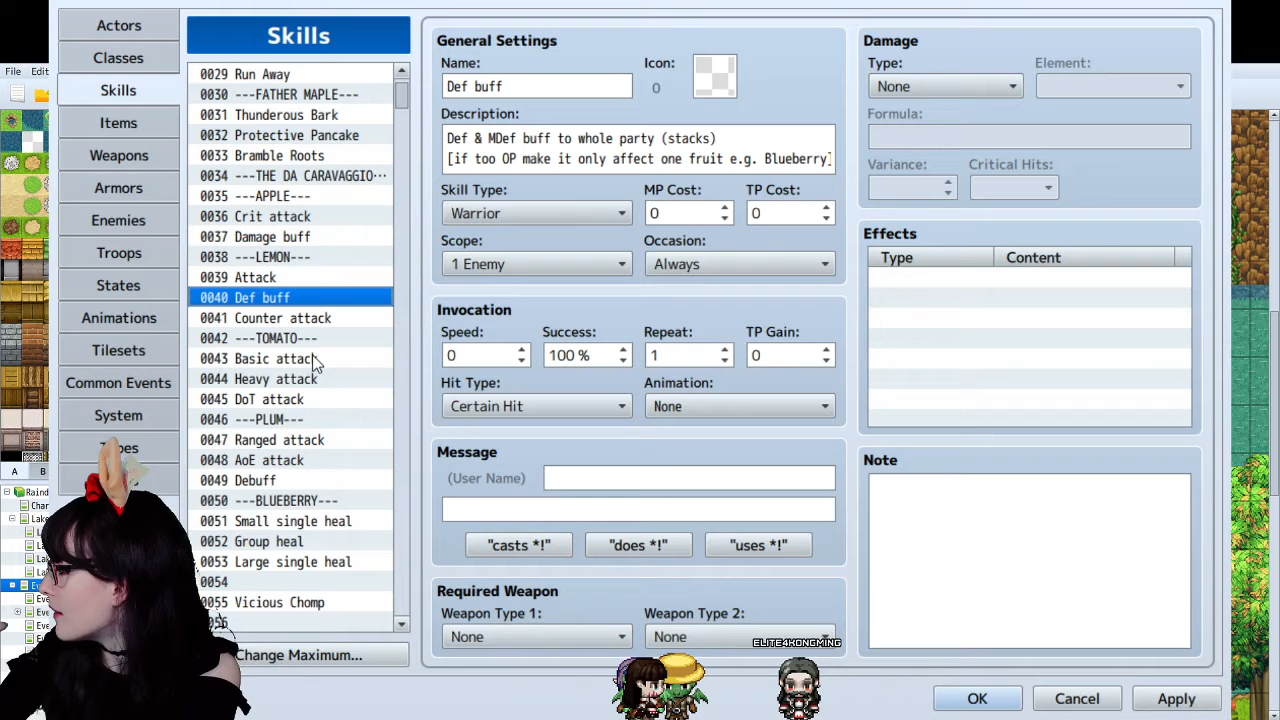 Actors
Classes
Skills
Items
Weapons
Armors
Enemies
Troops
States
Animations
Tilesets
Common Events
System
File
A
B
Skills
0029 Run Away
0030 ---FATHER MAPLE---
0031 Thunderous Bark
0032 Protective Pancake
0033 Bramble Roots
0034 ---THE DA CARAVAGGIO···
0035 ---APPLE---
0036 Crit attack
0037 Damage buff
0038 ---LEMON---
0039 Attack
0040 Def buff
0041 Counter attack
0042 ---TOMATO---
0043 Basic attack
0044 Heavy attack
0045 DoT attack
0046 ---PLUM---
0047 Ranged attack
0048 AoE attack
0049 Debuff
0050 ---BLUEBERRY---
0051 Small single heal
0052 Group heal
0053 Large single heal
0054
0055 Vicious Chomp
Change Maximum...
General Settings
Name:
Icon:
Def buff
0
Description:
Def & MDef buff to whole party (stacks)
[if too OP make it only affect one fruit e.g. Blueberry]
Skill Type:
MP Cost:
TP Cost:
Warrior
0
0
Scope:
Occasion:
1 Enemy
Always
Invocation
Speed:
Success:
Repeat:
TP Gain:
0
100 %
1
0
Hit Type:
Animation:
Certain Hit
None
Message
(User Name)
"casts *!"
"does *!"
"uses *!"
Required Weapon
Weapon Type 1:
Weapon Type 2:
None
None
ELITE4XONGMING
Damage
Type:
Element:
None
Formula:
Variance:
Critical Hits:
Effects
Type
Content
Note
OK
Cancel
Apply